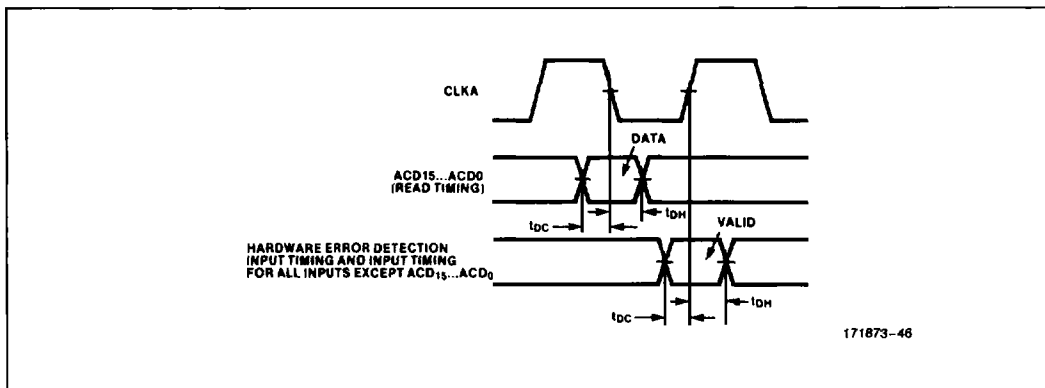 CLKA
DATA
ACD15...ACD0
(READ TIMING)
tDC
tDH
VALID
HARDWARE ERROR DETECTION
INPUT TIMING AND INPUT TIMING
FOR ALL INPUTS EXCEPT ACD15...ACD0
tDC
tDH
171873-46